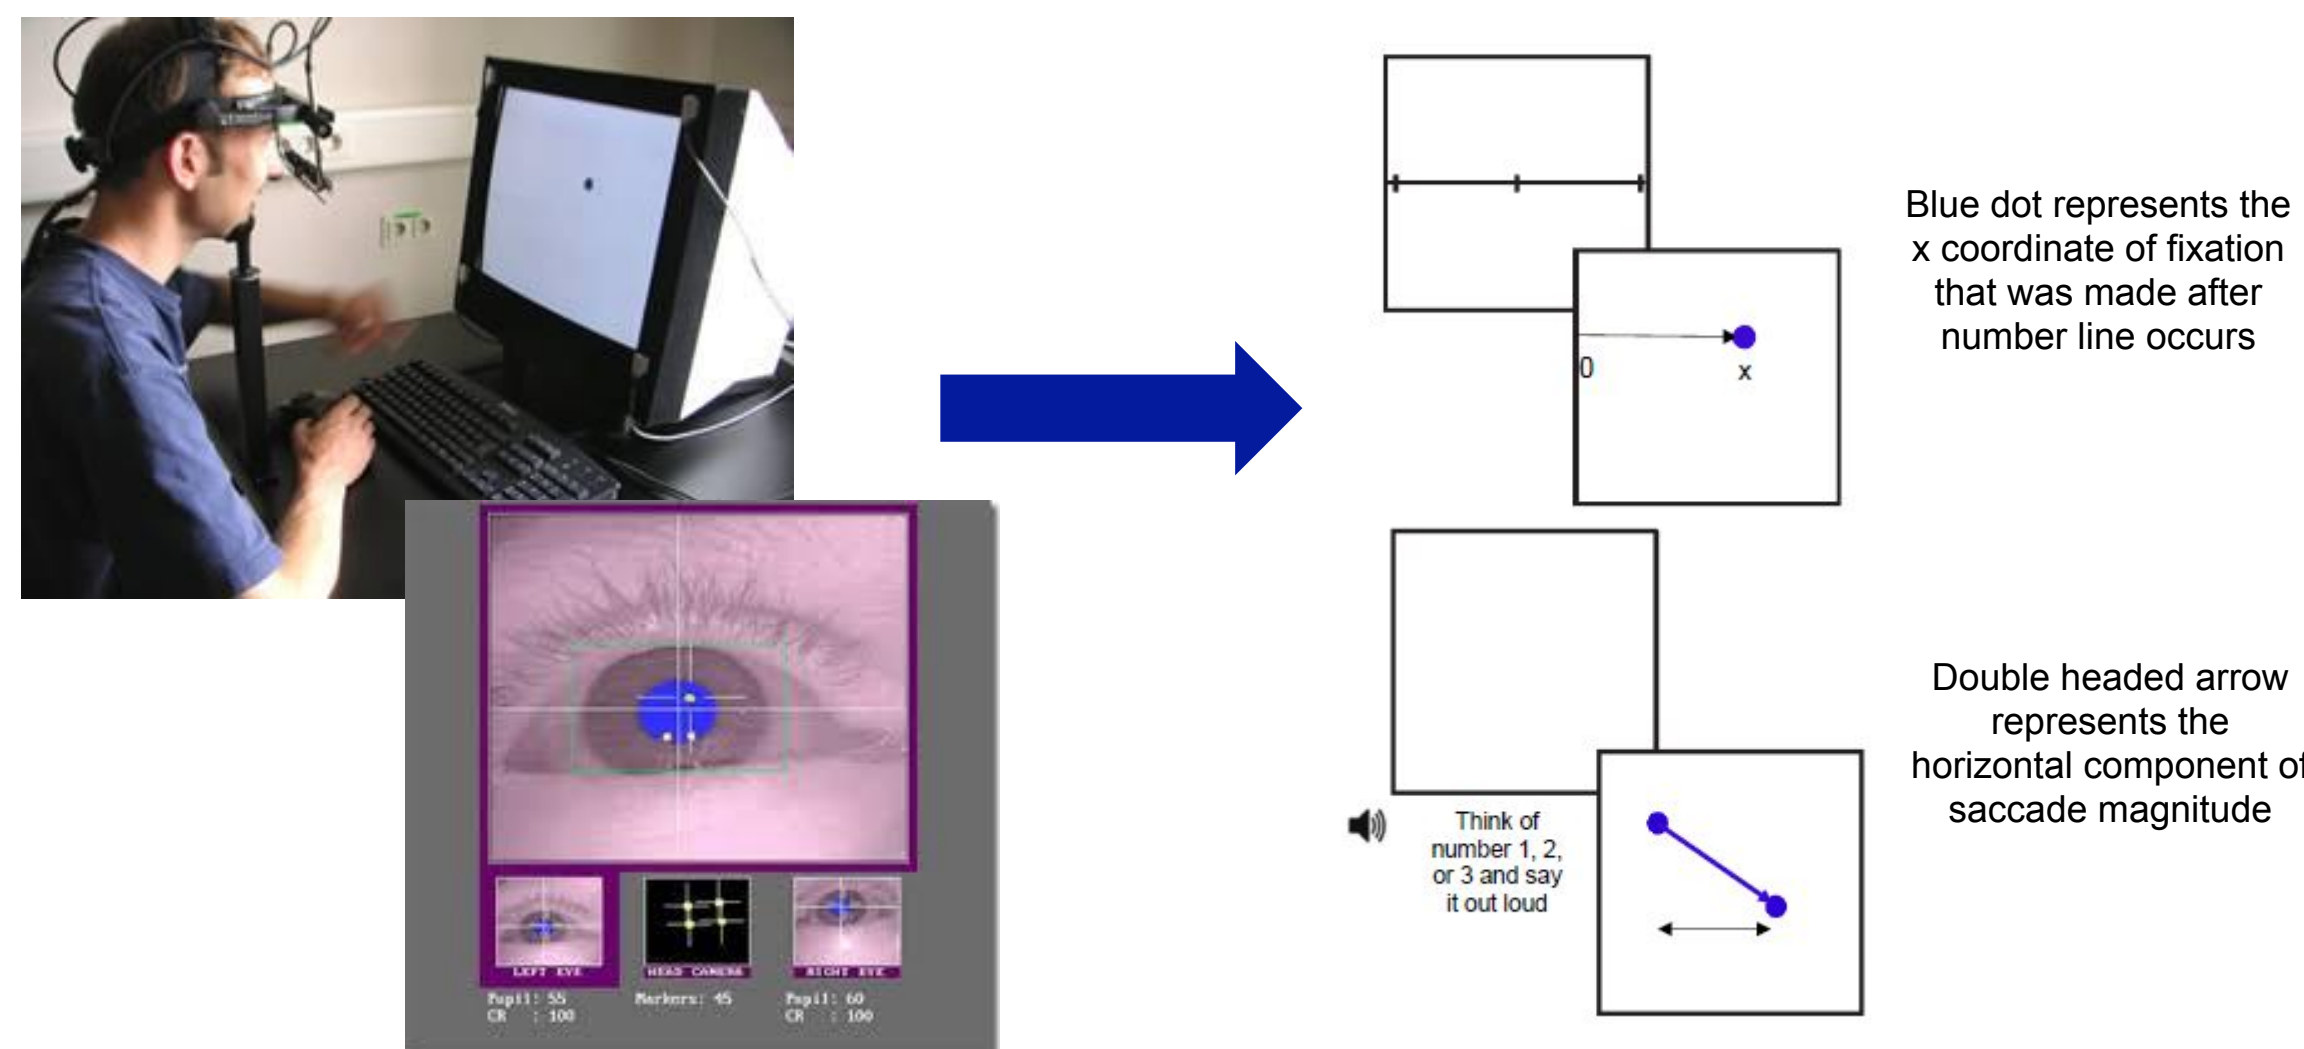 Blue dot represents the
x coordinate of fixation
that was made after
number line occurs
0
x
Double headed arrow
represents the
horizontal component of
saccade magnitude
Think of
number 1, 2,
or 3 and say
it out loud
LEFT EYE
HEAD CAMERA
RIGHT EYE
Pupil: 55
CR : 100
Markers: 45
Pupil: 60
CR : 100